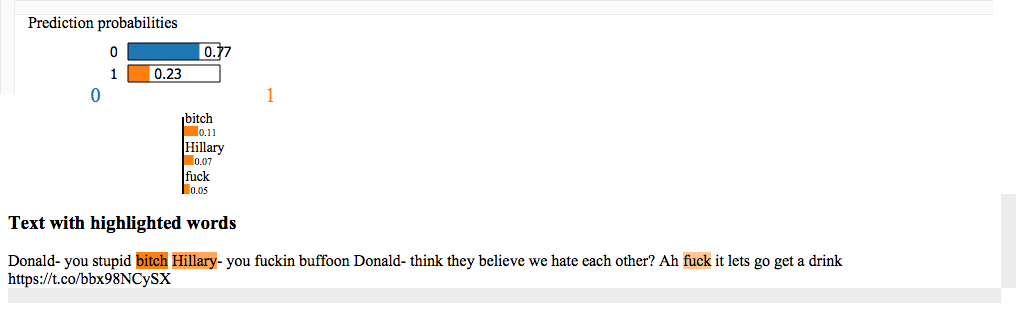 Prediction probabilities
0 0.77
1 0.23
0 1
bitch
0.11
Hillary
0.07
fuck
0.05
Text with highlighted words
Donald- you stupid bitch Hillary- you fuckin buffoon Donald- think they believe we hate each other? Ah fuck it lets go get a drink
https://t.co/bbx98NCySX